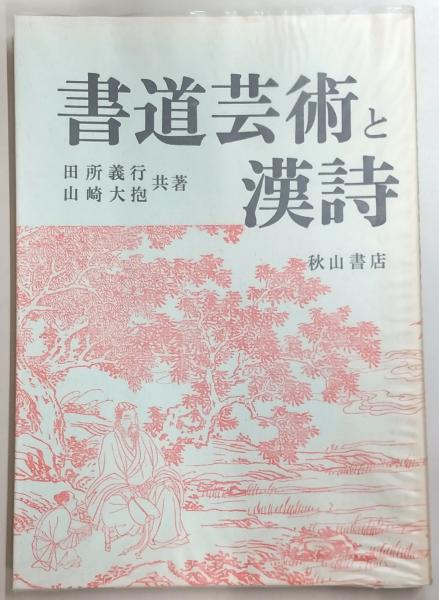 書道芸術と
漢詩
田所義行
山崎大抱
共著
秋山書店